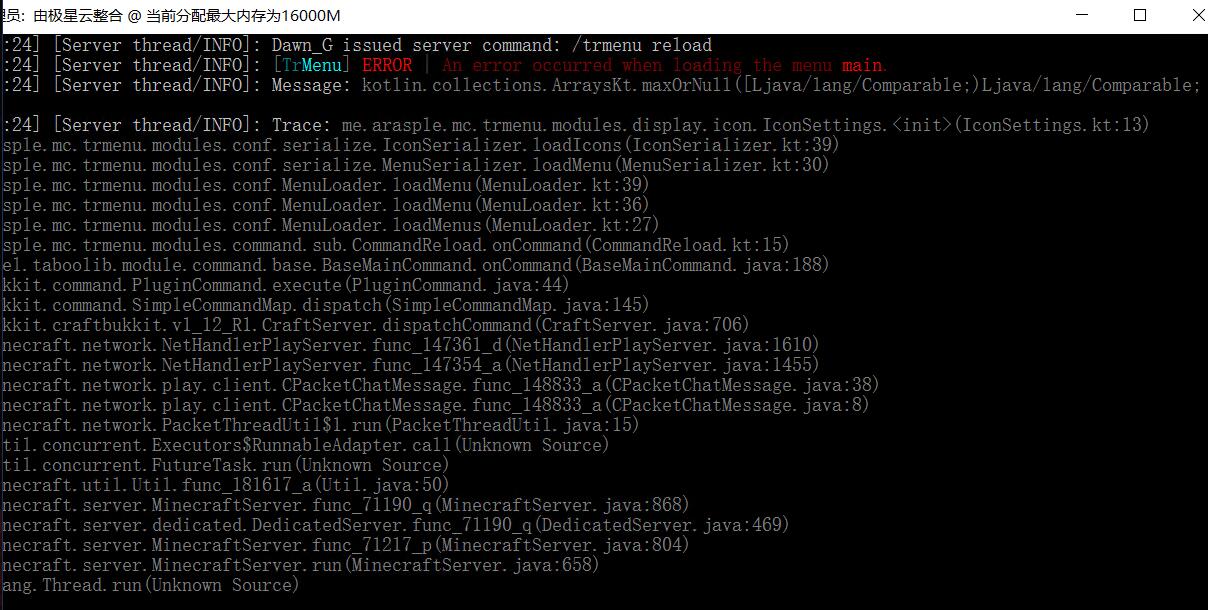 理员: 由极星云整合 @ 当前分配最大内存为16000M
:24] [Server thread/INFO]: Dawn_G issued server command: /trmenu reload
:24] [Server thread/INFO]: [TrMenu] ERROR | An error occurred when loading the menu main.
:24] [Server thread/INFO]: Message: kotlin.collections.ArraysKt.maxOrNull([Ljava/lang/Comparable;)Ljava/lang/Comparable;
:24] [Server thread/INFO]: Trace: me.arasple.mc.trmenu.modules.display.icon.IconSettings.<init>(IconSettings.kt:13)
sple.mc.trmenu.modules.conf.serialize.IconSerializer.loadIcons(IconSerializer.kt:39)
sple.mc.trmenu.modules.conf.serialize.MenuSerializer.loadMenu(MenuSerializer.kt:30)
sple.mc.trmenu.modules.conf.MenuLoader.loadMenu(MenuLoader.kt:39)
sple.mc.trmenu.modules.conf.MenuLoader.loadMenu(MenuLoader.kt:36)
sple.mc.trmenu.modules.conf.MenuLoader.loadMenus(MenuLoader.kt:27)
sple.mc.trmenu.modules.command.sub.CommandReload.onCommand(CommandReload.kt:15)
el.taboolib.module.command.base.BaseMainCommand.onCommand(BaseMainCommand.java:188)
kkit.command.PluginCommand.execute(PluginCommand.java:44)
kkit.command.SimpleCommandMap.dispatch(SimpleCommandMap.java:145)
kkit.craftbukkit.v1_12_R1.CraftServer.dispatchCommand(CraftServer.java:706)
necraft.network.NetHandlerPlayServer.func_147361_d(NetHandlerPlayServer.java:1610)
necraft.network.NetHandlerPlayServer.func_147354_a(NetHandlerPlayServer.java:1455)
necraft.network.play.client.CPacketChatMessage.func_148833_a(CPacketChatMessage.java:38)
necraft.network.play.client.CPacketChatMessage.func_148833_a(CPacketChatMessage.java:8)
necraft.network.PacketThreadUtil$1.run(PacketThreadUtil.java:15)
til.concurrent.Executors$RunnableAdapter.call(Unknown Source)
til.concurrent.FutureTask.run(Unknown Source)
necraft.util.Util.func_181617_a(Util.java:50)
necraft.server.MinecraftServer.func_71190_q(MinecraftServer.java:868)
necraft.server.dedicated.DedicatedServer.func_71190_q(DedicatedServer.java:469)
necraft.server.MinecraftServer.func_71217_p(MinecraftServer.java:804)
necraft.server.MinecraftServer.run(MinecraftServer.java:658)
ang.Thread.run(Unknown Source)